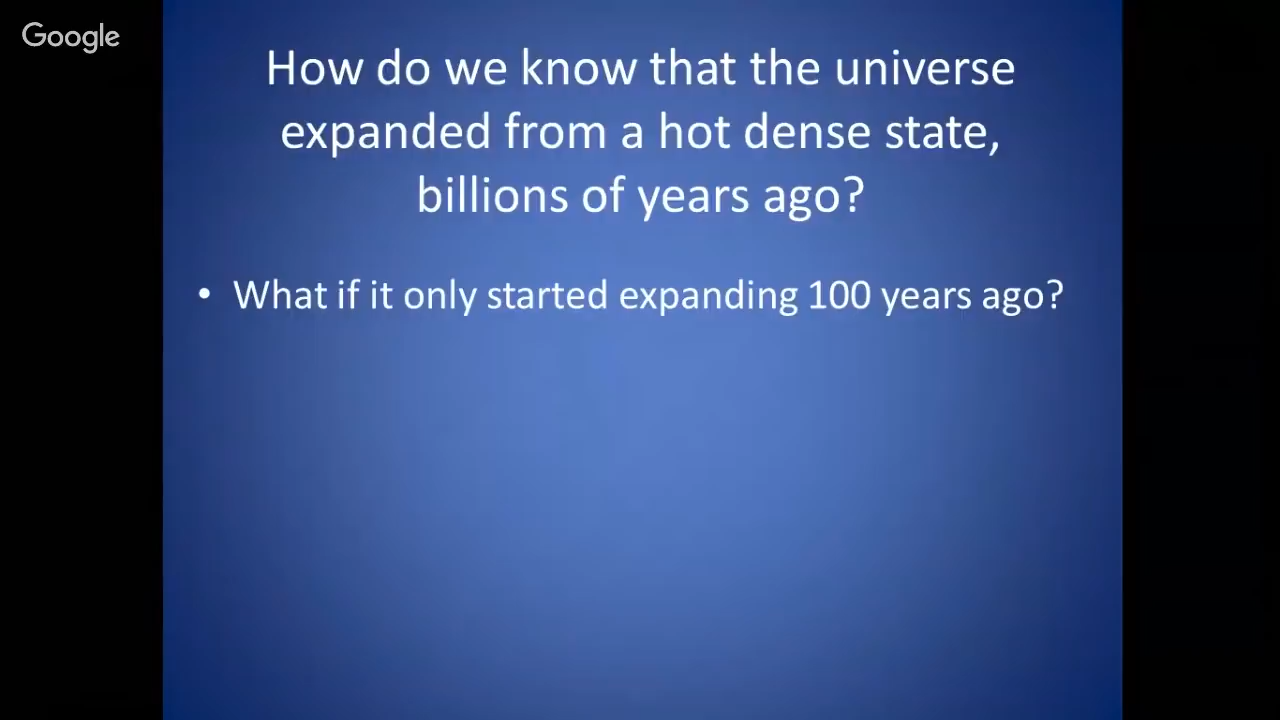 Google
How do we know that the universe
expanded from a hot dense state,
billions of years ago?
• What if it only started expanding 100 years ago?